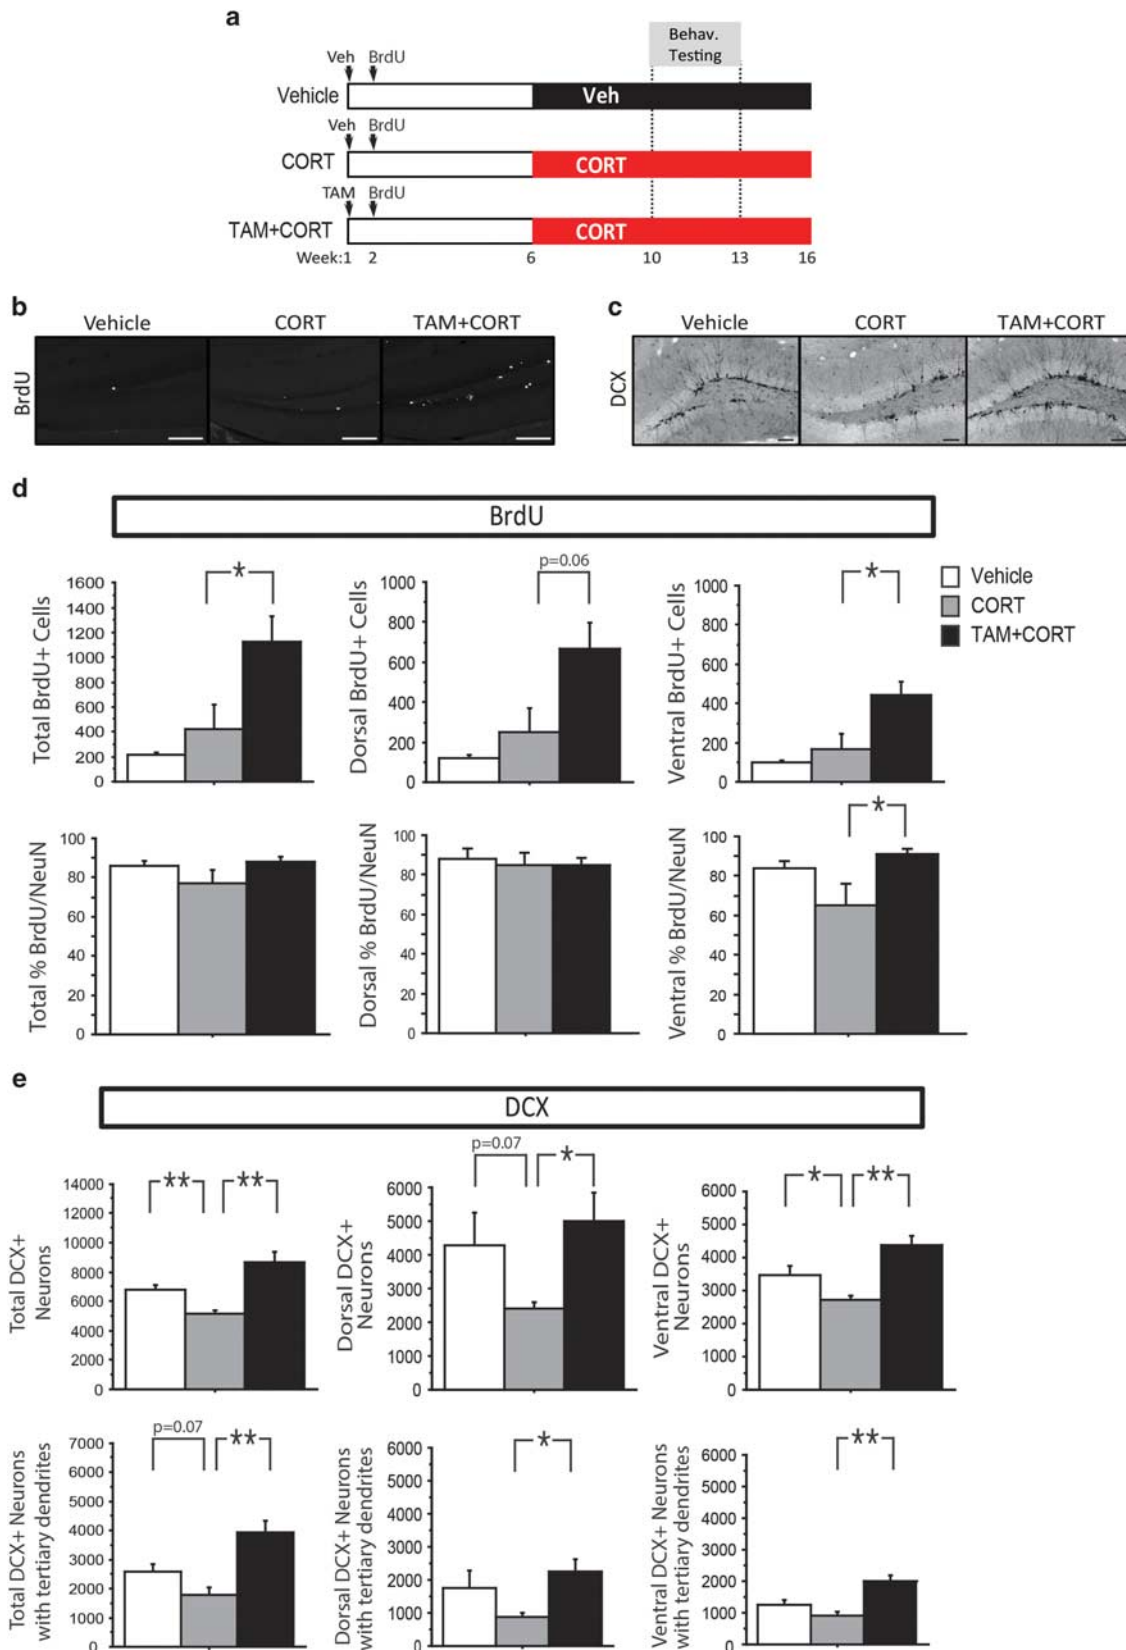 a
Behav.
Testing
Veh BrdU
Vehicle
Veh
Veh BrdU
CORT
CORT
TAM BrdU
TAM+CORT
CORT
Week:1 2 6 10 13 16
b
Vehicle CORT TAM+CORT
BrdU
c
Vehicle CORT TAM+CORT
DCX
d
BrdU
Total BrdU+ Cells
1600
1400
1200
1000
800
600
400
200
0
*
Dorsal BrdU+ Cells
1000
800
600
400
200
0
p=0.06
Ventral BrdU+ Cells
1000
800
600
400
200
0
*
Vehicle
CORT
TAM+CORT
Total % BrdU/NeuN
100
80
60
40
20
0
Dorsal % BrdU/NeuN
100
80
60
40
20
0
Ventral % BrdU/NeuN
100
80
60
40
20
0
*
e
DCX
Total DCX+
Neurons
14000
12000
10000
8000
6000
4000
2000
0
** **
Dorsal DCX+
Neurons
6000
5000
4000
3000
2000
1000
0
p=0.07 *
Ventral DCX+
Neurons
6000
5000
4000
3000
2000
1000
0
* **
Total DCX+ Neurons
with tertiary dendrites
7000
6000
5000
4000
3000
2000
1000
0
p=0.07 **
Dorsal DCX+ Neurons
with tertiary dendrites
6000
5000
4000
3000
2000
1000
0
*
Ventral DCX+ Neurons
with tertiary dendrites
6000
5000
4000
3000
2000
1000
0
**